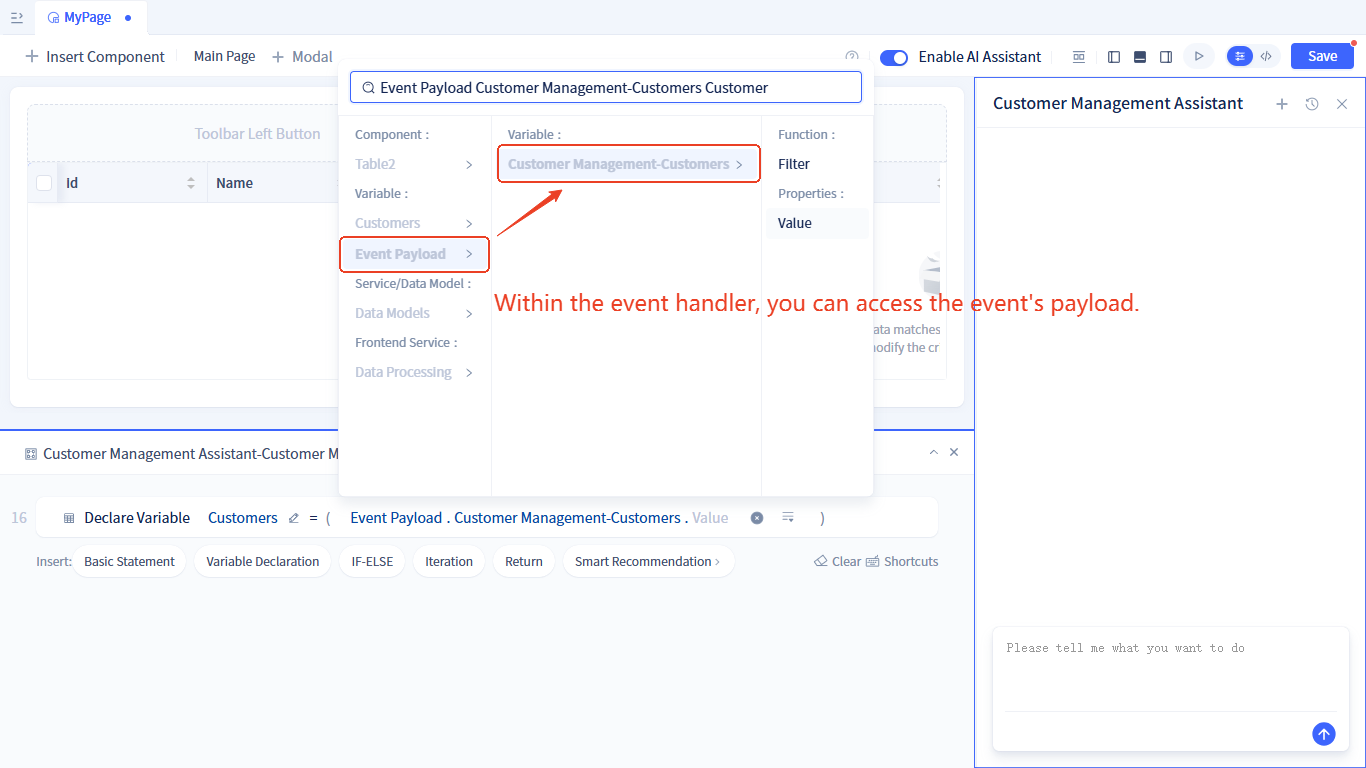 MyPage
Insert Component
Main Page
Modal
Enable AI Assistant
Save
Event Payload Customer Management-Customers Customer
Component :
Table2
Variable :
Customers
Event Payload
Service/Data Model :
Data Models
Frontend Service :
Data Processing
Variable :
Customer Management-Customers
Function :
Filter
Properties :
Value
Toolbar Left Button
Id
Name
Within the event handler, you can access the event's payload.
ata matches
odify the cr
Customer Management Assistant-Customer M
16
Declare Variable Customers = ( Event Payload . Customer Management-Customers . Value )
Insert: Basic Statement Variable Declaration IF-ELSE Iteration Return Smart Recommendation Clear Shortcuts
Customer Management Assistant
Please tell me what you want to do